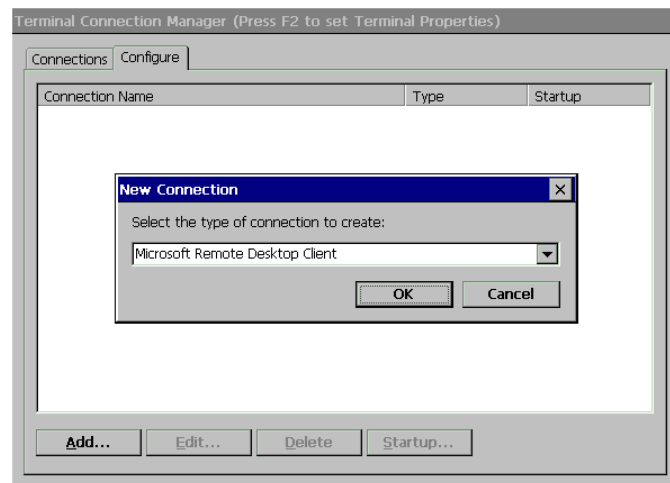 Terminal Connection Manager (Press F2 to set Terminal Properties)
Connections Configure
Connection Name Type Startup
New Connection
Select the type of connection to create:
Microsoft Remote Desktop Client
OK Cancel
Add... Edit... Delete Startup...